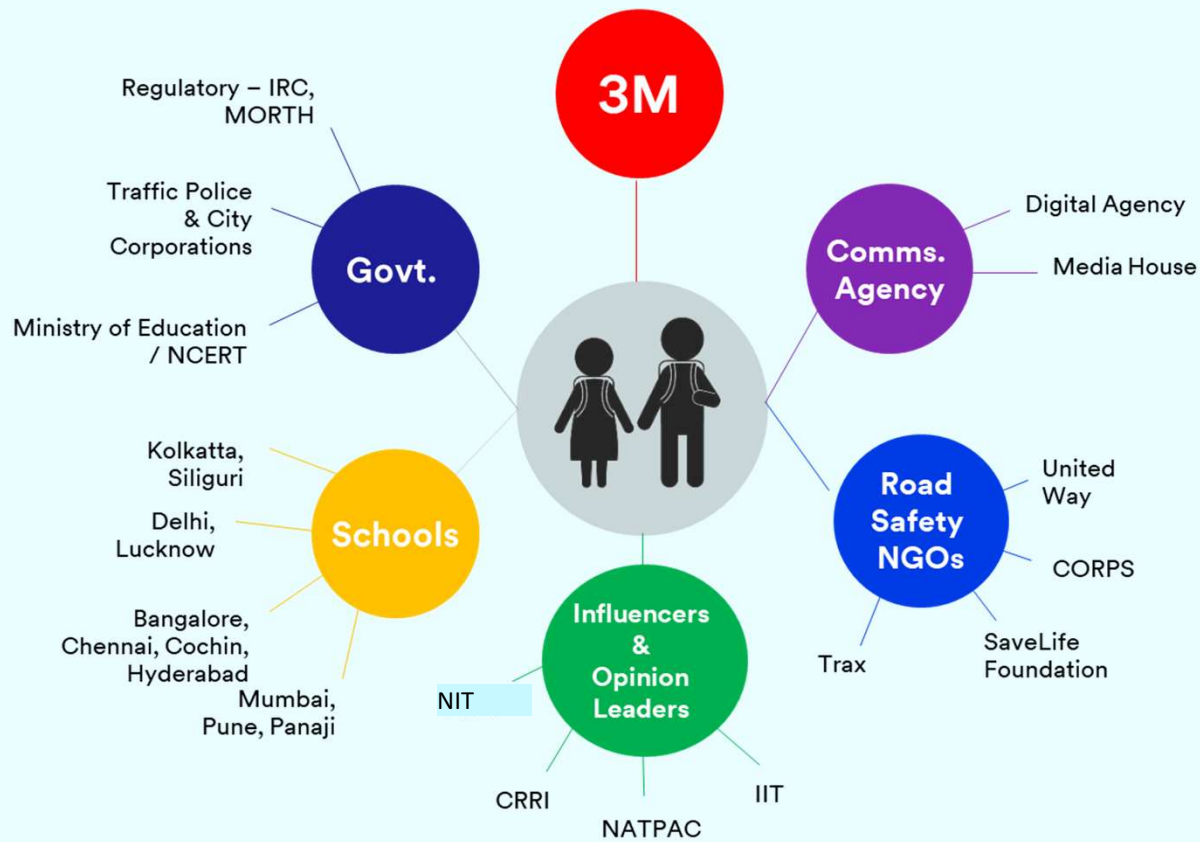 3M
Regulatory – IRC,
MORTH
Traffic Police
& City
Corporations
Ministry of Education
/ NCERT
Govt.
Comms.
Agency
Digital Agency
Media House
Kolkatta,
Siliguri
Delhi,
Lucknow
Bangalore,
Chennai, Cochin,
Hyderabad
Mumbai,
Pune, Panaji
Schools
Influencers
&
Opinion
Leaders
NIT
CRRI
NATPAC
IIT
Road
Safety
NGOs
United
Way
CORPS
SaveLife
Foundation
Trax